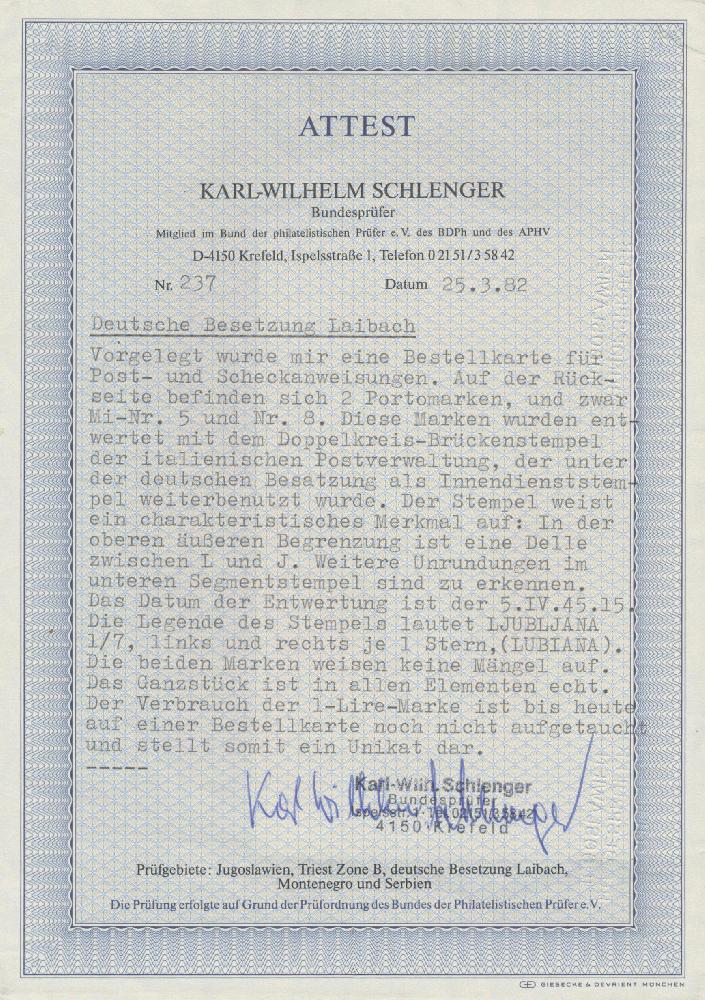 ATTEST
KARL-WILHELM SCHLENGER
Bundesprüfer
Mitglied im Bund der philatelistischen Prüfer e.V. des BDPh und des APHV
D-4150 Krefeld, Ispelsstraße 1, Telefon 0 21 51/3 58 42
Nr. 237 Datum 25.3.82
Deutsche Besetzung Laibach
Vorgelegt wurde mir eine Bestellkarte für
Post- und Scheckanweisungen. Auf der Rück-
seite befinden sich 2 Portomarken, und zwar
Mi-Nr. 5 und Nr. 8. Diese Marken wurden ent-
wertet mit dem Doppelkreis-Brückenstempel
der italienischen Postverwaltung, der unter
der deutschen Besatzung als Innendienststem-
pel weiterbenutzt wurde. Der Stempel weist
ein charakteristisches Merkmal auf: In der
oberen äußeren Begrenzung ist eine Delle
zwischen L und J. Weitere Unrundungen im
unteren Segmentstempel sind zu erkennen.
Das Datum der Entwertung ist der 5.IV.45.15.
Die Legende des Stempels lautet LJUBLJANA
1/7, links und rechts je 1 Stern,(LUBIANA).
Die beiden Marken weisen keine Mängel auf.
Das Ganzstück ist in allen Elementen echt.
Der Verbrauch der 1-Lire-Marke ist bis heute
auf einer Bestellkarte noch nicht aufgetaucht
und stellt somit ein Unikat dar.
-----
Karl Wilhelm Schlenger
Karl-Wilh. Schlenger
Bundesprüfer
4150 Krefeld
Prüfgebiete: Jugoslawien, Triest Zone B, deutsche Besetzung Laibach,
Montenegro und Serbien
Die Prüfung erfolgte auf Grund der Prüfordnung des Bundes der Philatelistischen Prüfer e.V.
GIESECKE & DEVRIENT MÜNCHEN